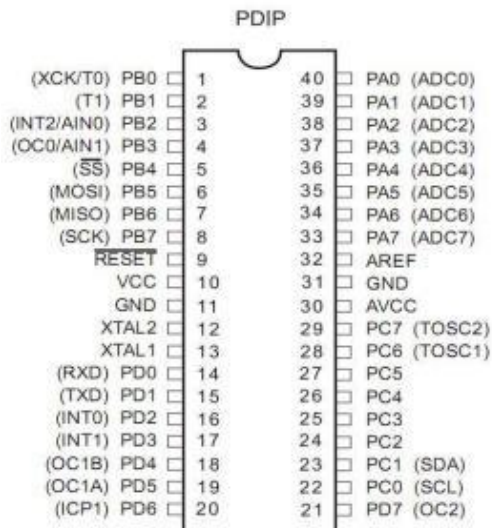 PDIP
(XCK/T0) PB0 1 40 PA0 (ADC0)
(T1) PB1 2 39 PA1 (ADC1)
(INT2/AIN0) PB2 3 38 PA2 (ADC2)
(OC0/AIN1) PB3 4 37 PA3 (ADC3)
(SS) PB4 5 36 PA4 (ADC4)
(MOSI) PB5 6 35 PA5 (ADC5)
(MISO) PB6 7 34 PA6 (ADC6)
(SCK) PB7 8 33 PA7 (ADC7)
RESET 9 32 AREF
VCC 10 31 GND
GND 11 30 AVCC
XTAL2 12 29 PC7 (TOSC2)
XTAL1 13 28 PC6 (TOSC1)
(RXD) PD0 14 27 PC5
(TXD) PD1 15 26 PC4
(INT0) PD2 16 25 PC3
(INT1) PD3 17 24 PC2
(OC1B) PD4 18 23 PC1 (SDA)
(OC1A) PD5 19 22 PC0 (SCL)
(ICP1) PD6 20 21 PD7 (OC2)